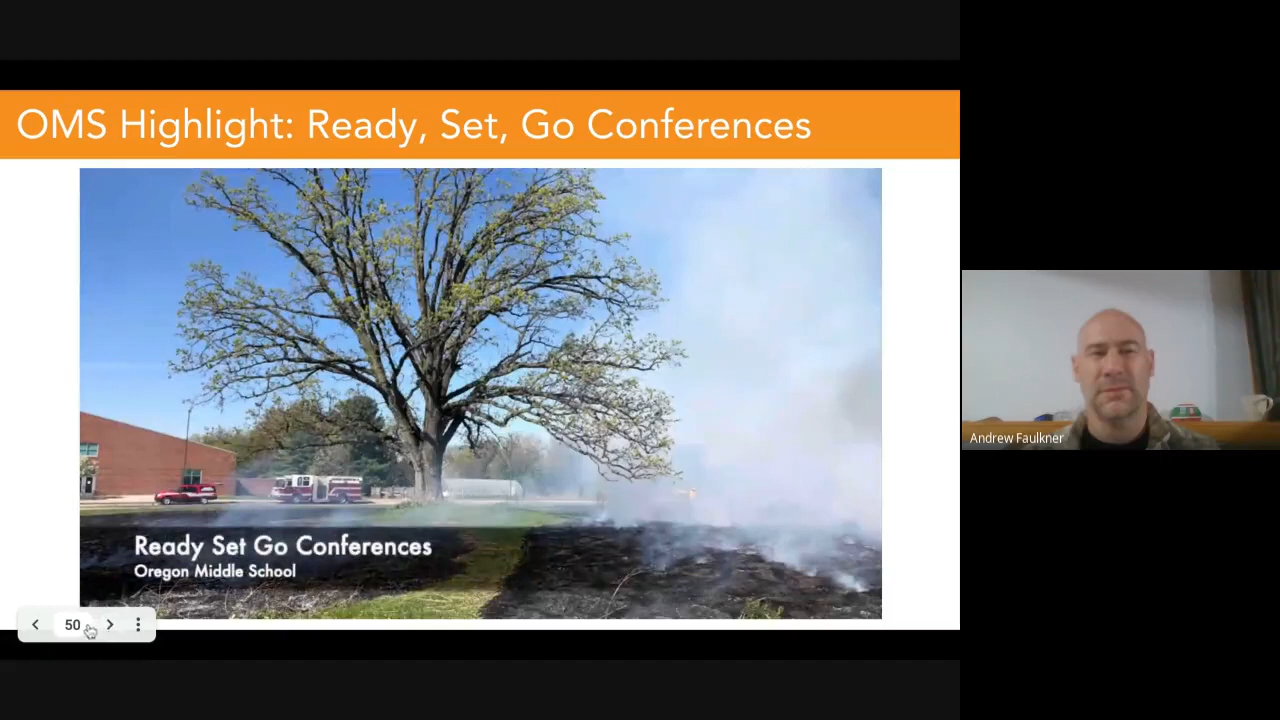 OMS Highlight: Ready, Set, Go Conferences
Ready Set Go Conferences
Oregon Middle School
50
Andrew Faulkner